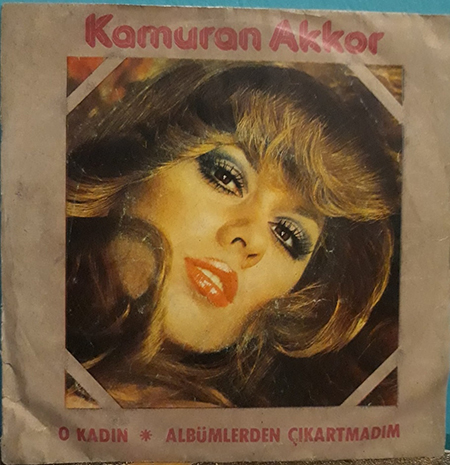 Kamuran Akkor
O KADIN * ALBÜMLERDEN ÇIKARTMADIM